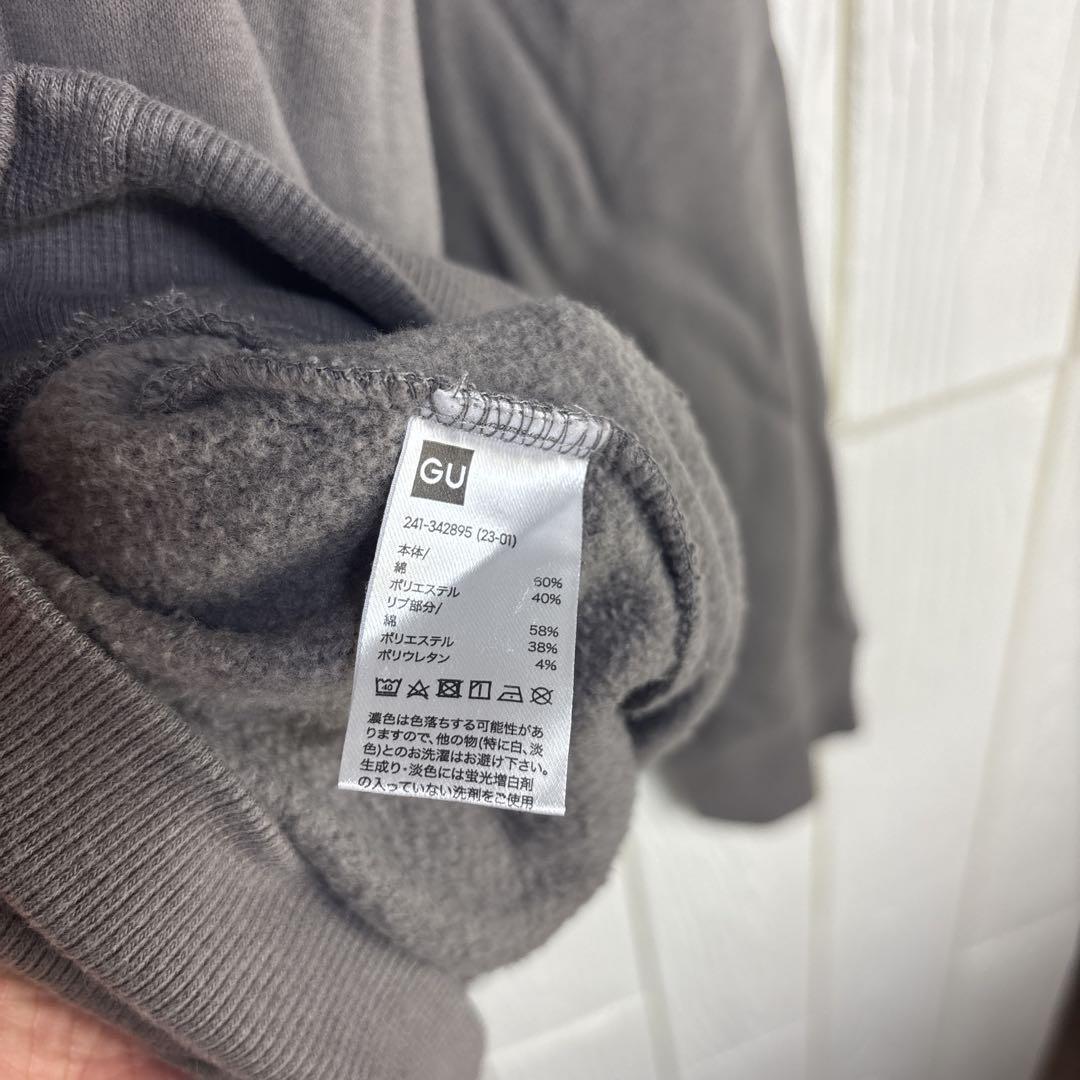 GU
241-342895 (23-01)
本体/
綿 60%
ポリエステル 40%
リブ部分/
綿 58%
ポリエステル 38%
ポリウレタン 4%
40
濃色は色落ちする可能性があ
りますので、他の物(特に白、淡
色)とのお洗濯はお避け下さい。
生成り・淡色には蛍光増白剤
の入っていない洗剤をご使用